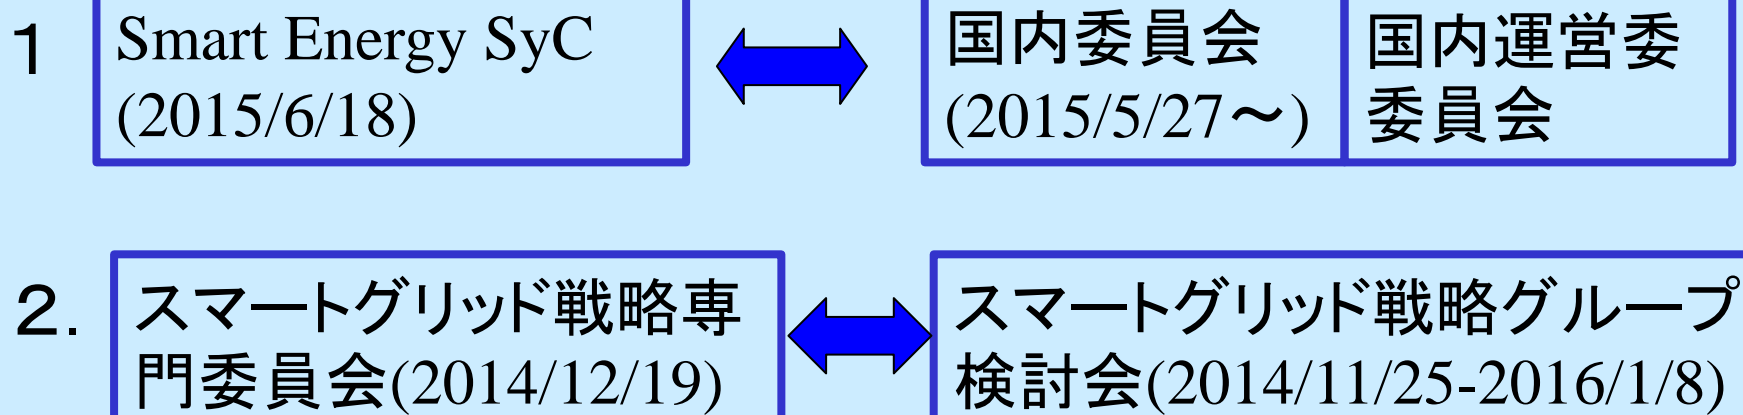 1
Smart Energy SyC
(2015/6/18)
国内委員会
(2015/5/27～)
国内運営委
委員会
２.
スマートグリッド戦略専
門委員会(2014/12/19)
スマートグリッド戦略グループ
検討会(2014/11/25-2016/1/8)